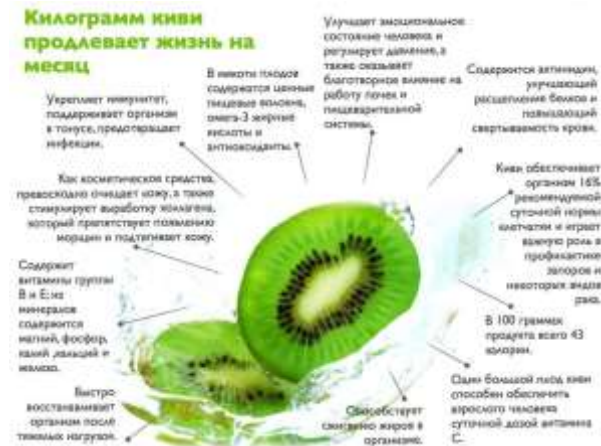 Килограмм киви
продлевает жизнь на
месяц
Укрепляет иммунитет,
поддерживает организм
в тонусе, предотвращает
инфекции.
В мякоти плодов
содержатся ценные
пищевые волокна,
омега-3 жирные
кислоты и
антиоксиданты.
Улучшает эмоциональное
состояние человека и
регулирует давление, а
также оказывает
благотворное влияние на
работу почек и
пищеварительной
системы.
Содержится актинидин,
улучшающий
расщепление белков и
повышающий
свертываемость крови.
Как косметическое средство,
превосходно очищает кожу, а также
стимулирует выработку коллагена,
который препятствует появлению
морщин и подтягивает кожу.
Киви обеспечивает
организм 16%
рекомендуемой
суточной нормы
клетчатки и играет
важную роль в
профилактике
запоров и
некоторых видов
рака.
Содержит
витамины группы
В и Е; из
минералов
содержится
магний, фосфор,
калий, кальций и
железо.
В 100 граммах
продукта всего 43
калории.
Быстро
восстанавливает
организм после
тяжелых нагрузок.
Способствует
сжиганию жиров в
организме.
Один большой плод киви
способен обеспечить
взрослого человека
суточной дозой витамина
С.